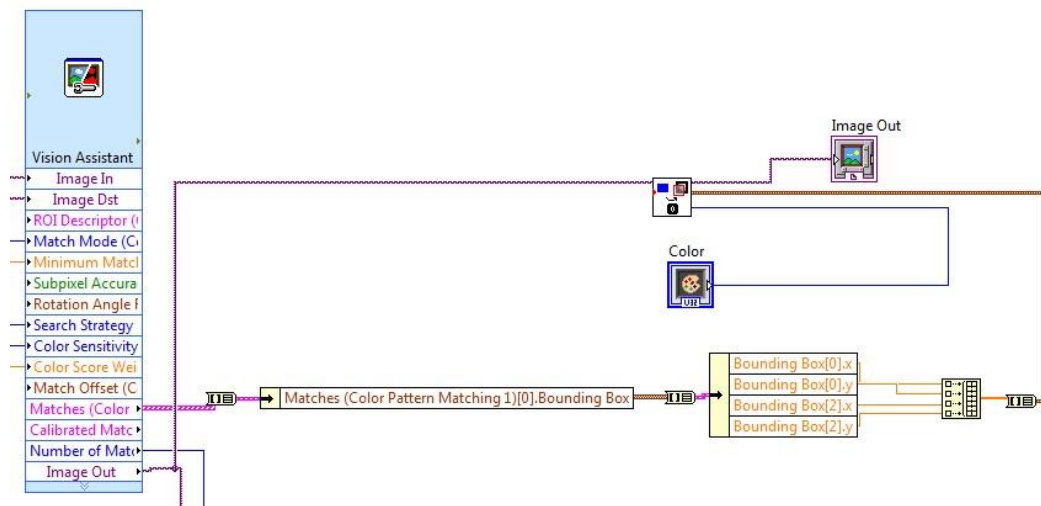 Vision Assistant
Image In
Image Dst
ROI Descriptor (
Match Mode (C
Minimum Matcl
Subpixel Accura
Rotation Angle F
Search Strategy
Color Sensitivity
Color Score Wei
Match Offset (C
Matches (Color
Calibrated Matc
Number of Mat
Image Out
Image Out
Color
U32
Matches (Color Pattern Matching 1)[0].Bounding Box
Bounding Box[0].x
Bounding Box[0].y
Bounding Box[2].x
Bounding Box[2].y